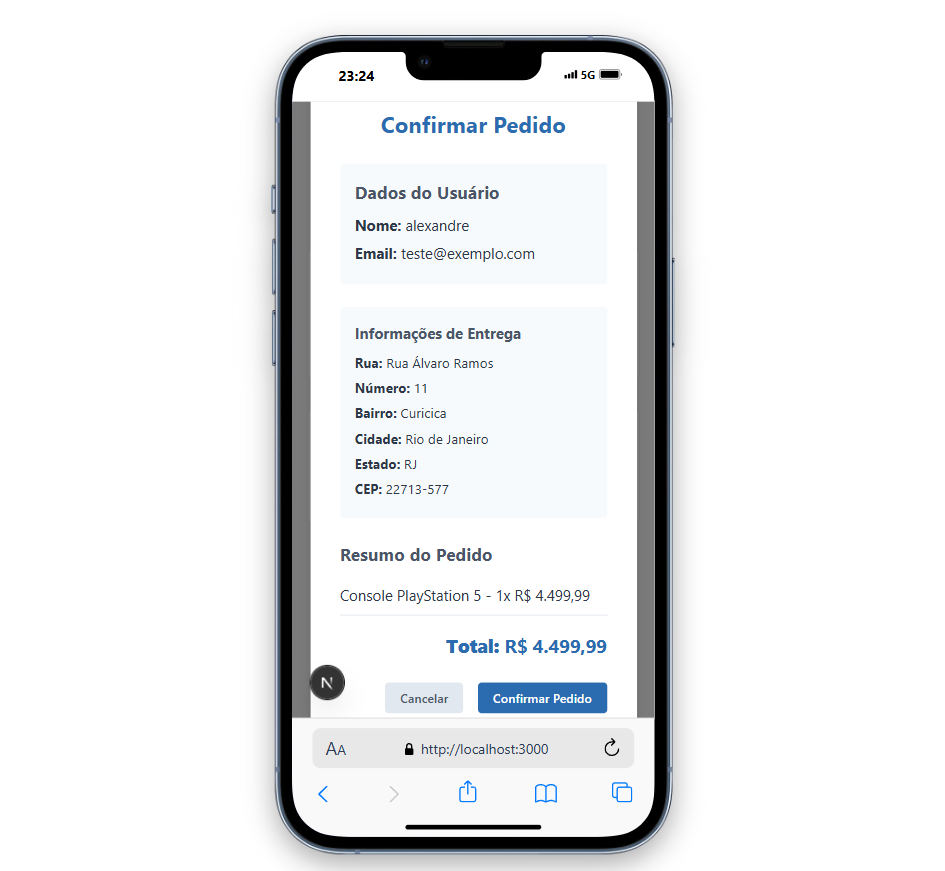 23:24
5G
Confirmar Pedido
Dados do Usuário
Nome: alexandre
Email: teste@exemplo.com
Informações de Entrega
Rua: Rua Álvaro Ramos
Número: 11
Bairro: Curicica
Cidade: Rio de Janeiro
Estado: RJ
CEP: 22713-577
Resumo do Pedido
Console PlayStation 5 - 1x R$ 4.499,99
Total: R$ 4.499,99
N
Cancelar
Confirmar Pedido
AA
http://localhost:3000